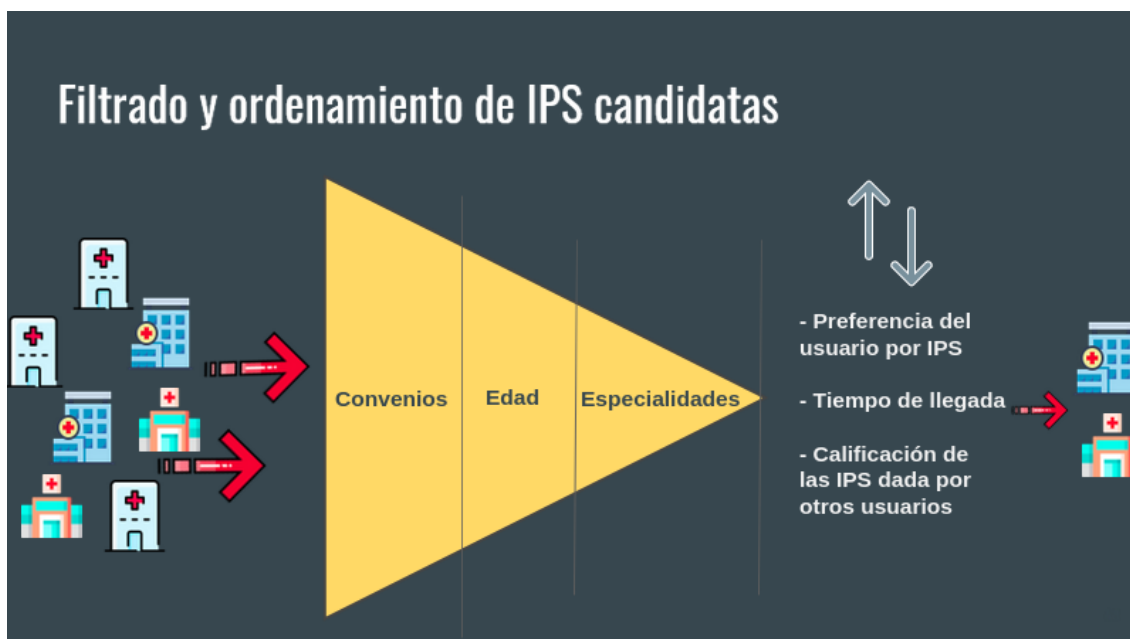 Filtrado y ordenamiento de IPS candidatas
Convenios
Edad
Especialidades
- Preferencia del
usuario por IPS
- Tiempo de llegada
- Calificación de
las IPS dada por
otros usuarios